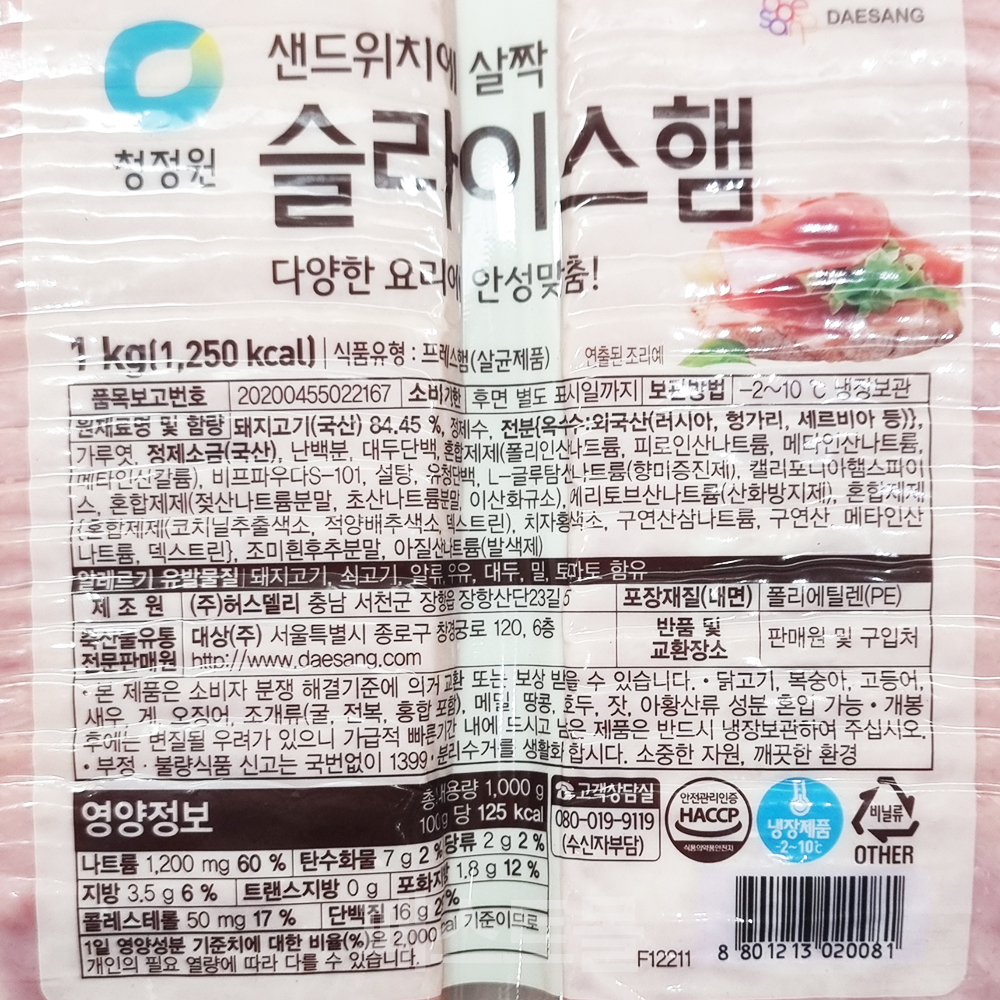 DAESANG
청정원
샌드위치에 살짝
슬라이스햄
다양한 요리에 안성맞춤!
1 kg(1,250 kcal) | 식품유형 : 프레스햄(살균제품)
연출된 조리예
품목보고번호 20200455022167 소비기한 후면 별도 표시일까지 보관방법 -2~10 ℃ 냉장보관
원재료명 및 함량 돼지고기(국산) 84.45 %, 정제수, 전분{옥수수:외국산(러시아, 헝가리, 세르비아 등)},
가루엿, 정제소금(국산), 난백분, 대두단백, 혼합제제(폴리인산나트륨, 피로인산나트륨, 메타인산나트륨,
메타인산갈륨), 비프파우다S-101, 설탕, 유청단백, L-글루탐산나트륨(향미증진제), 캘리포니아햄스파이
스, 혼합제제(젖산나트륨분말, 초산나트륨분말, 이산화규소), 에리토브산나트륨(산화방지제), 혼합제제
{혼합제제(코치닐추출색소, 적양배추색소, 덱스트린), 치자황색소, 구연산삼나트륨, 구연산, 메타인산
나트륨, 덱스트린}, 조미흰후추분말, 아질산나트륨(발색제)
알레르기 유발물질 돼지고기, 쇠고기, 알류, 우유, 대두, 밀, 토마토 함유
제 조 원 (주)허스델리 충남 서천군 장항읍 장항산단23길 5 포장재질(내면) 폴리에틸렌(PE)
축산물유통전문판매원 대상(주) 서울특별시 종로구 창경궁로 120, 6층
http://www.daesang.com
반품 및 교환장소 판매원 및 구입처
• 본 제품은 소비자 분쟁 해결기준에 의거 교환 또는 보상 받을 수 있습니다. • 닭고기, 복숭아, 고등어,
새우, 게, 오징어, 조개류(굴, 전복, 홍합 포함), 메밀, 땅콩, 호두, 잣, 아황산류 성분 혼입 가능 • 개봉
후에는 변질될 우려가 있으니 가급적 빠른기간 내에 드시고 남은 제품은 반드시 냉장보관하여 주십시오.
• 부정 · 불량식품 신고는 국번없이 1399 • 분리수거를 생활화 합시다. 소중한 자원, 깨끗한 환경
영양정보
총 내용량 1,000 g
100 g 당 125 kcal
나트륨 1,200 mg 60 % 탄수화물 7 g 2 % 당류 2 g 2 %
지방 3.5 g 6 % 트랜스지방 0 g 포화지방 1.8 g 12 %
콜레스테롤 50 mg 17 % 단백질 16 g
1일 영양성분 기준치에 대한 비율(%)은 2,000 kcal 기준이므로
개인의 필요 열량에 따라 다를 수 있습니다.
고객상담실
080-019-9119
(수신자부담)
안전관리인증
HACCP
식품의약품안전처
냉장제품
-2~10℃
비닐류
OTHER
F12211
8 801213 020081